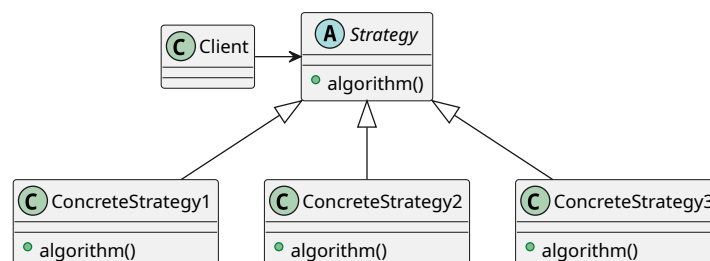 C Client
A Strategy
algorithm()
C ConcreteStrategy1
C ConcreteStrategy2
C ConcreteStrategy3
algorithm()
algorithm()
algorithm()